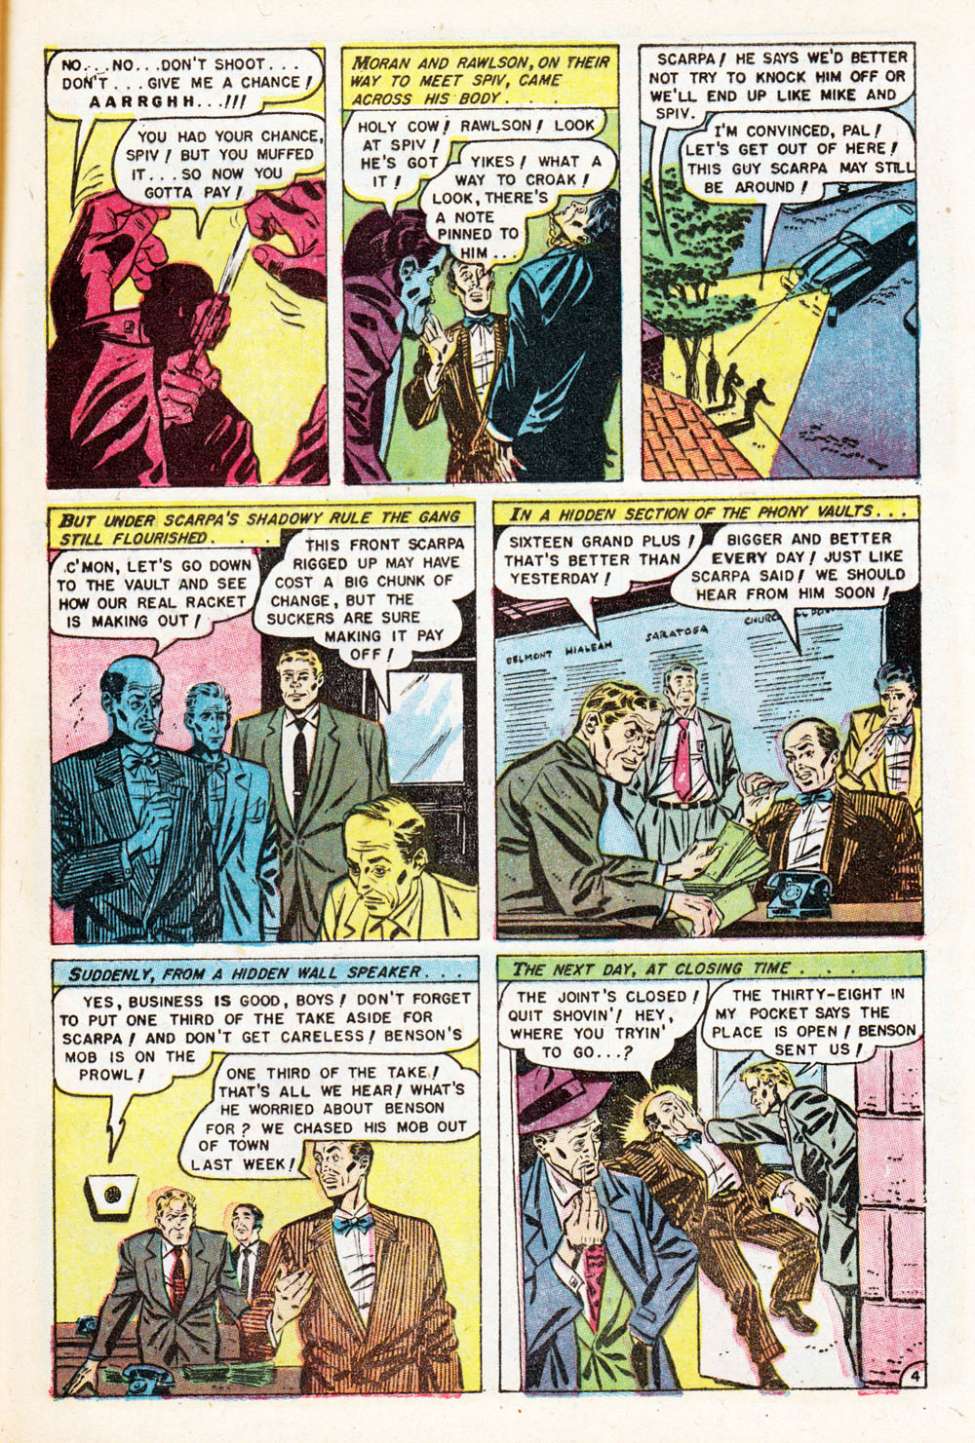 NO...NO...DON'T SHOOT...
DON'T...GIVE ME A CHANCE!
AARRGHH...!!!
YOU HAD YOUR CHANCE,
SPIV! BUT YOU MUFFED
IT...SO NOW YOU
GOTTA PAY!
MORAN AND RAWLSON, ON THEIR
WAY TO MEET SPIV, CAME
ACROSS HIS BODY. . . .
HOLY COW! RAWLSON! LOOK
AT SPIV!
HE'S GOT
IT!
YIKES! WHAT A
WAY TO CROAK!
LOOK, THERE'S
A NOTE
PINNED TO
HIM...
SCARPA! HE SAYS WE'D BETTER
NOT TRY TO KNOCK HIM OFF OR
WE'LL END UP LIKE MIKE AND
SPIV.
I'M CONVINCED, PAL!
LET'S GET OUT OF HERE!
THIS GUY SCARPA MAY STILL
BE AROUND!
BUT UNDER SCARPA'S SHADOWY RULE THE GANG
STILL FLOURISHED. . . .
C'MON, LET'S GO DOWN
TO THE VAULT AND SEE
HOW OUR REAL RACKET
IS MAKING OUT!
THIS FRONT SCARPA
RIGGED UP MAY HAVE
COST A BIG CHUNK OF
CHANGE, BUT THE
SUCKERS ARE SURE
MAKING IT PAY
OFF!
IN A HIDDEN SECTION OF THE PHONY VAULTS...
SIXTEEN GRAND PLUS!
THAT'S BETTER THAN
YESTERDAY!
BIGGER AND BETTER
EVERY DAY! JUST LIKE
SCARPA SAID! WE SHOULD
HEAR FROM HIM SOON!
BELMONT HIALEAH SARATOGA CHURCHILL DOWNS
SUDDENLY, FROM A HIDDEN WALL SPEAKER. . .
YES, BUSINESS IS GOOD, BOYS! DON'T FORGET
TO PUT ONE THIRD OF THE TAKE ASIDE FOR
SCARPA! AND DON'T GET CARELESS! BENSON'S
MOB IS ON THE
PROWL!
ONE THIRD OF THE TAKE!
THAT'S ALL WE HEAR! WHAT'S
HE WORRIED ABOUT BENSON
FOR? WE CHASED HIS MOB OUT
OF TOWN
LAST WEEK!
THE NEXT DAY, AT CLOSING TIME. . . .
THE JOINT'S CLOSED!
QUIT SHOVIN'! HEY,
WHERE YOU TRYIN'
TO GO...?
THE THIRTY-EIGHT IN
MY POCKET SAYS THE
PLACE IS OPEN! BENSON
SENT US!
4